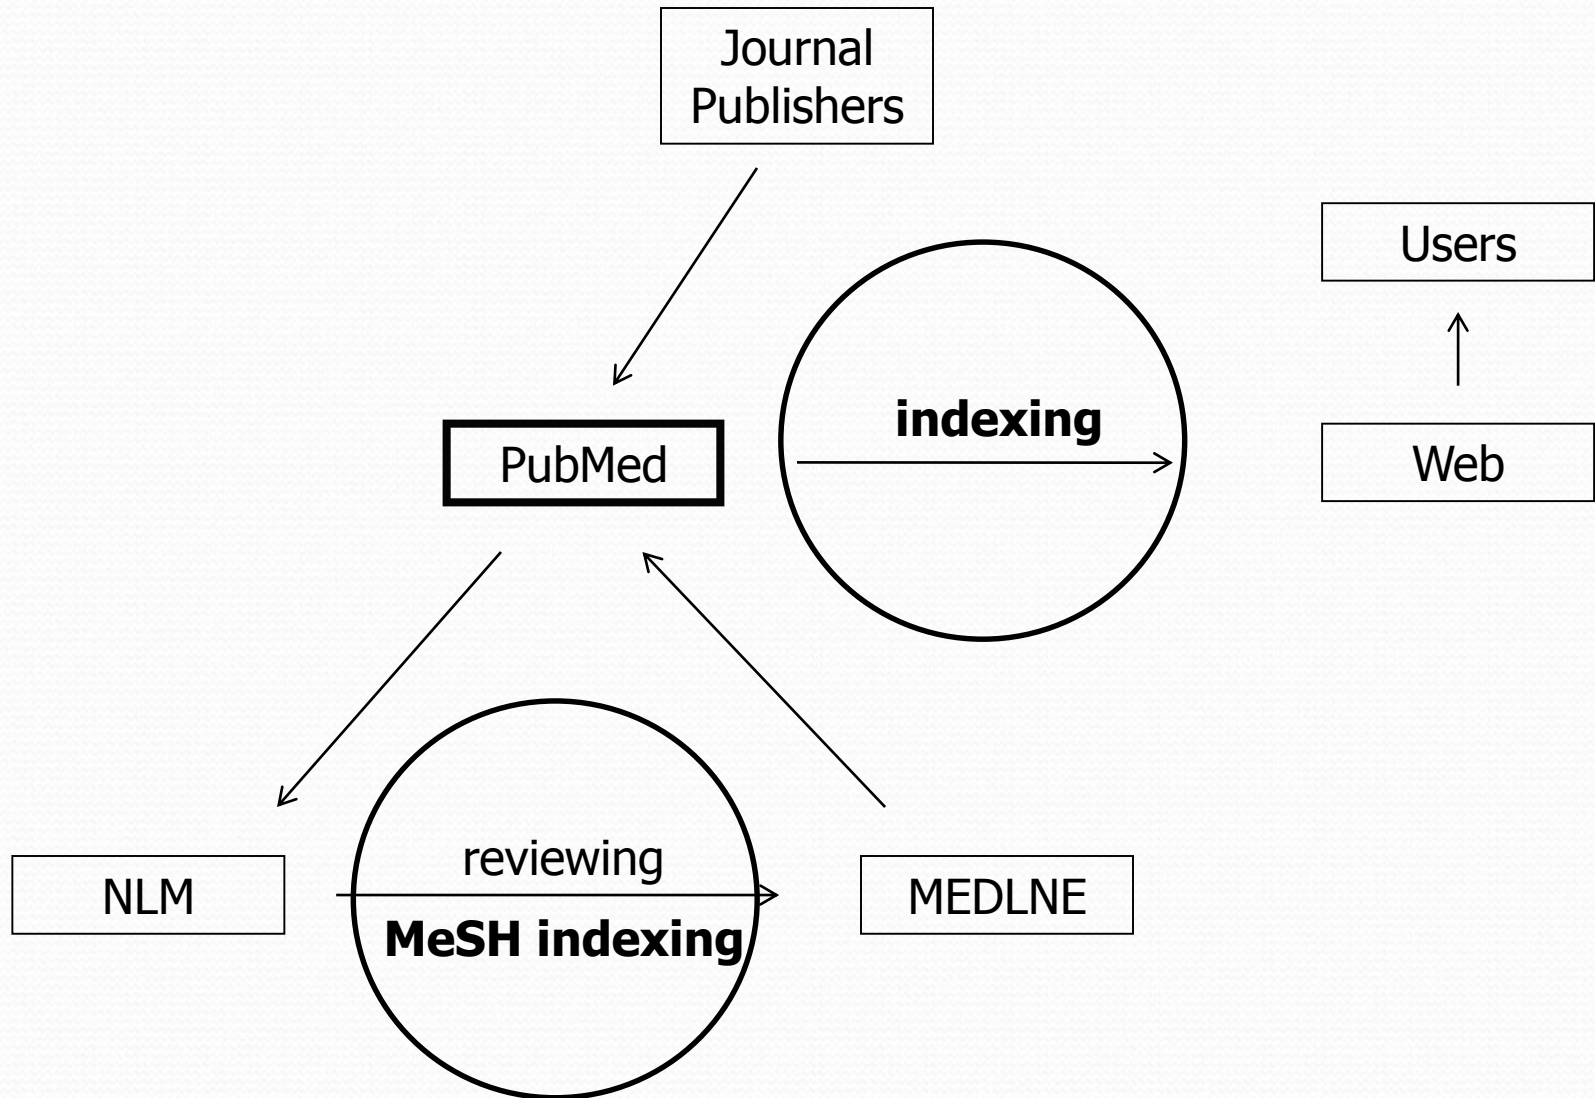 Journal
Publishers
Users
indexing
PubMed
Web
reviewing
NLM
MEDLNE
MeSH indexing